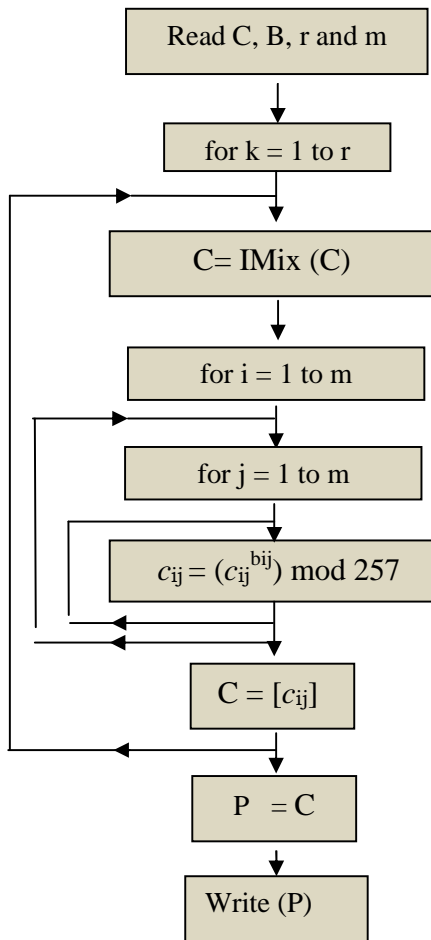 Read C, B, r and m
for k = 1 to r
C= IMix (C)
for i = 1 to m
for j = 1 to m
cij = (cij^bij) mod 257
C = [cij]
P = C
Write (P)